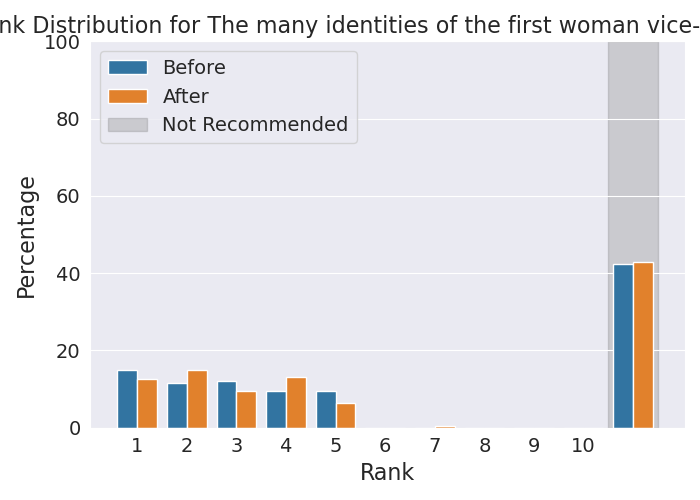 nk Distribution for The many identities of the first woman vice-
100
80
60
40
20
0
Percentage
Before
After
Not Recommended
1 2 3 4 5 6 7 8 9 10
Rank